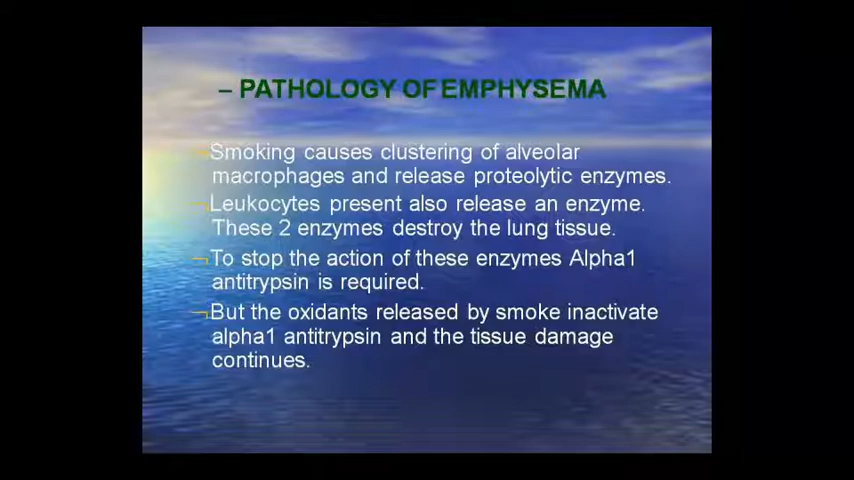 – PATHOLOGY OF EMPHYSEMA
¬Smoking causes clustering of alveolar
macrophages and release proteolytic enzymes.
¬Leukocytes present also release an enzyme.
These 2 enzymes destroy the lung tissue.
¬To stop the action of these enzymes Alpha1
antitrypsin is required.
¬But the oxidants released by smoke inactivate
alpha1 antitrypsin and the tissue damage
continues.